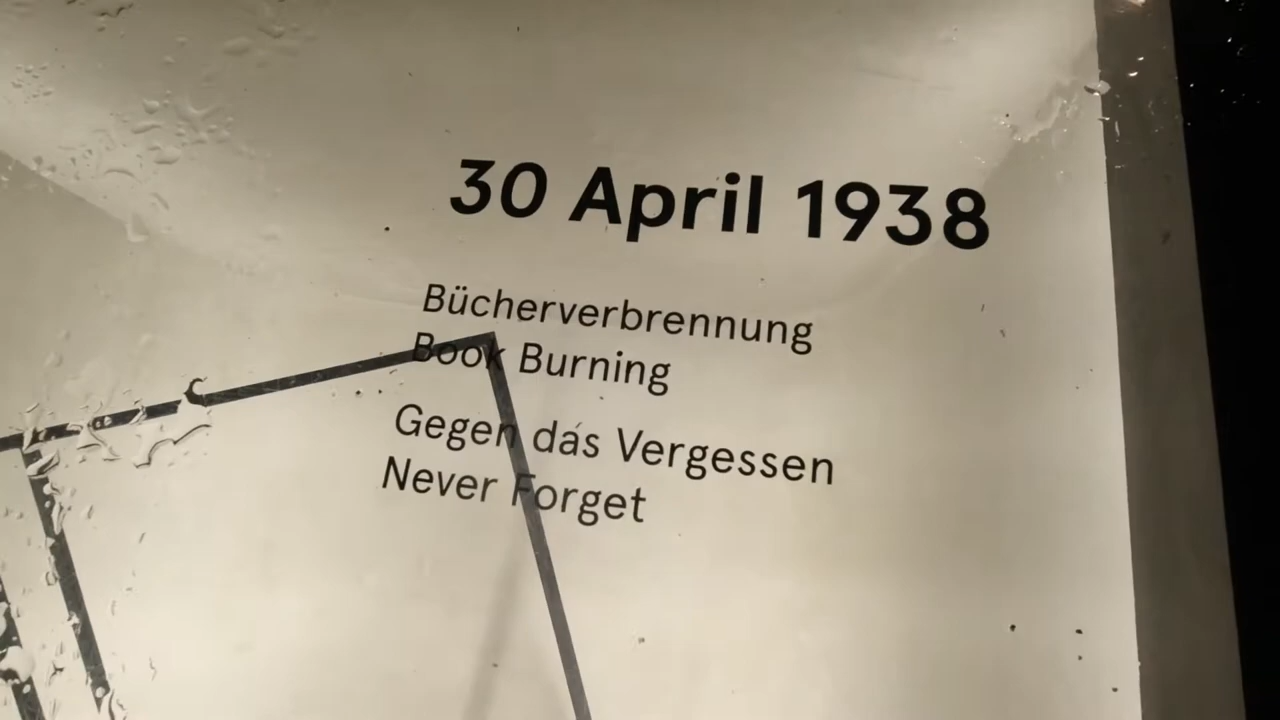 30 April 1938
Bücherverbrennung
Book Burning
Gegen das Vergessen
Never Forget